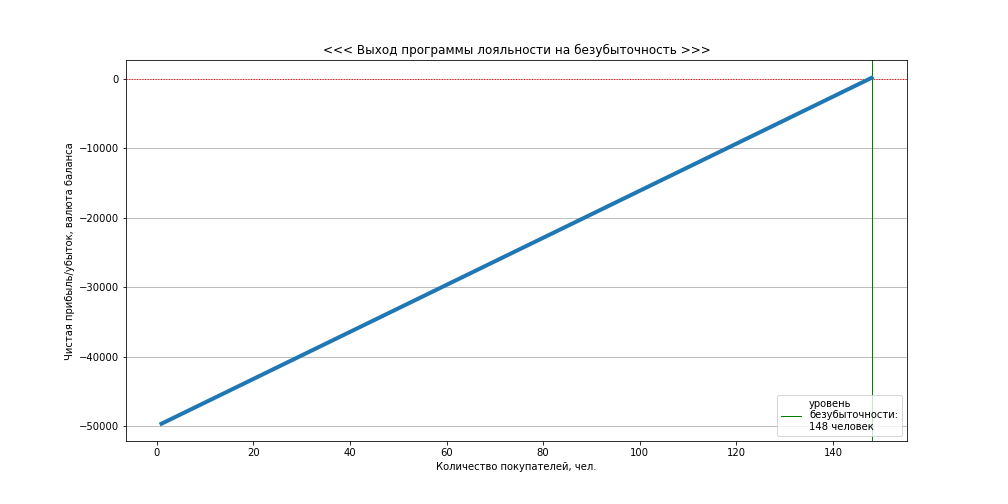 <<< Выход программы лояльности на безубыточность >>>
Чистая прибыль/убыток, валюта баланса
0
−10000
−20000
−30000
−40000
−50000
уровень
безубыточности:
148 человек
0 20 40 60 80 100 120 140
Количество покупателей, чел.